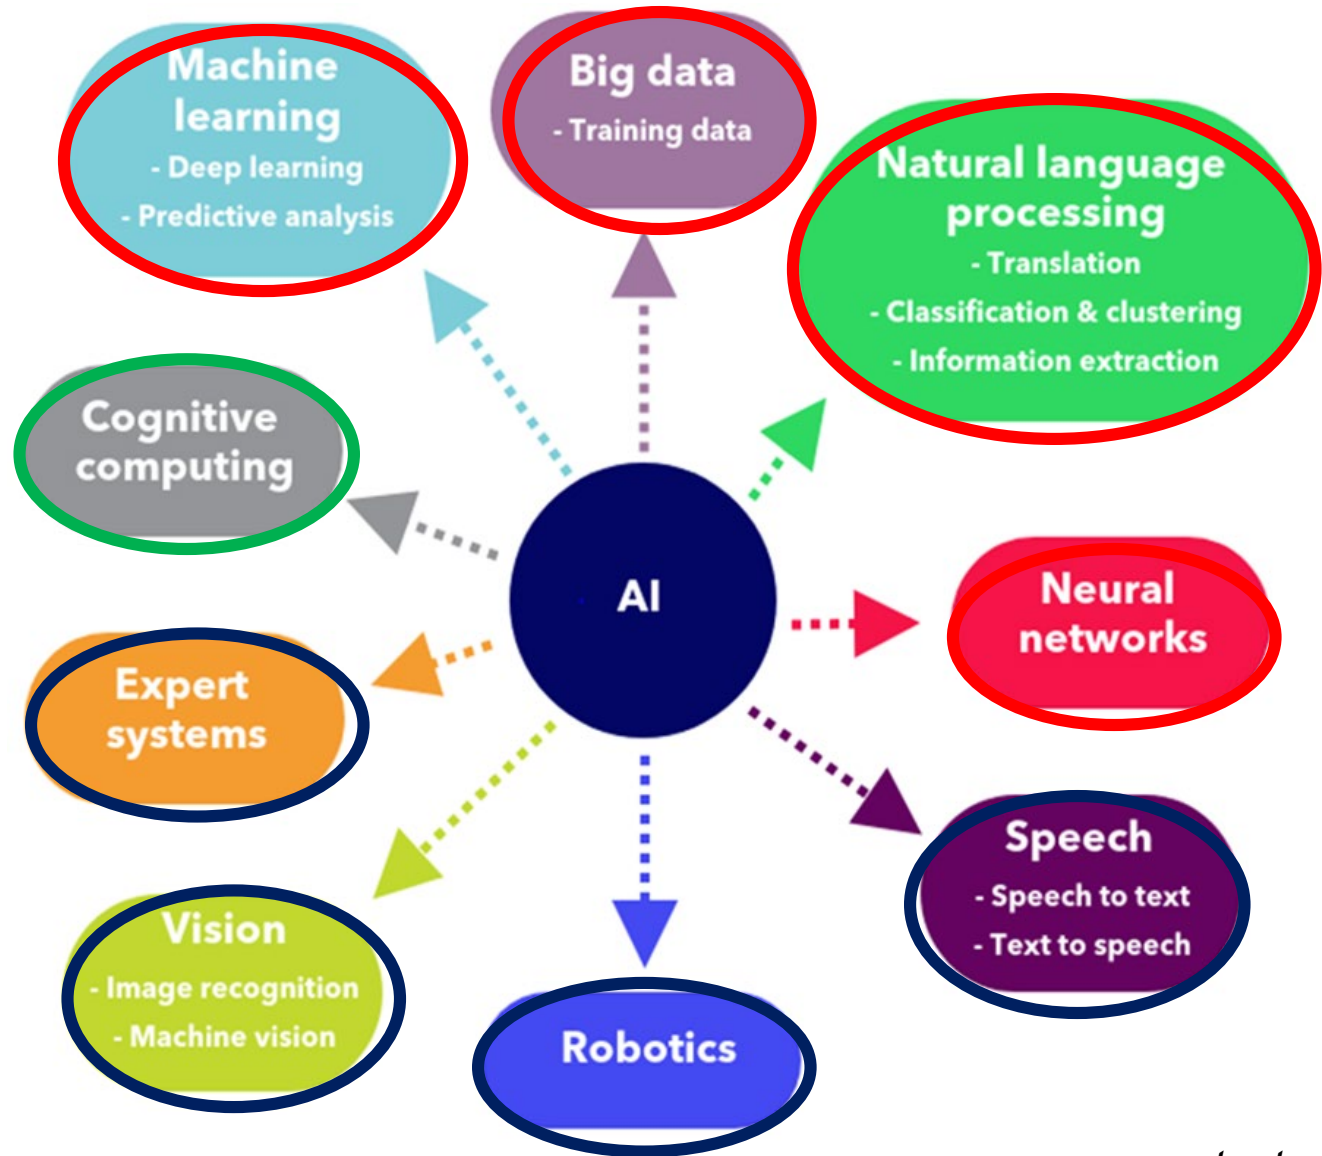 Machine
learning
- Deep learning
- Predictive analysis
Big data
- Training data
Natural language
processing
- Translation
- Classification & clustering
- Information extraction
Cognitive
computing
AI
Neural
networks
Expert
systems
Speech
- Speech to text
- Text to speech
Vision
- Image recognition
- Machine vision
Robotics